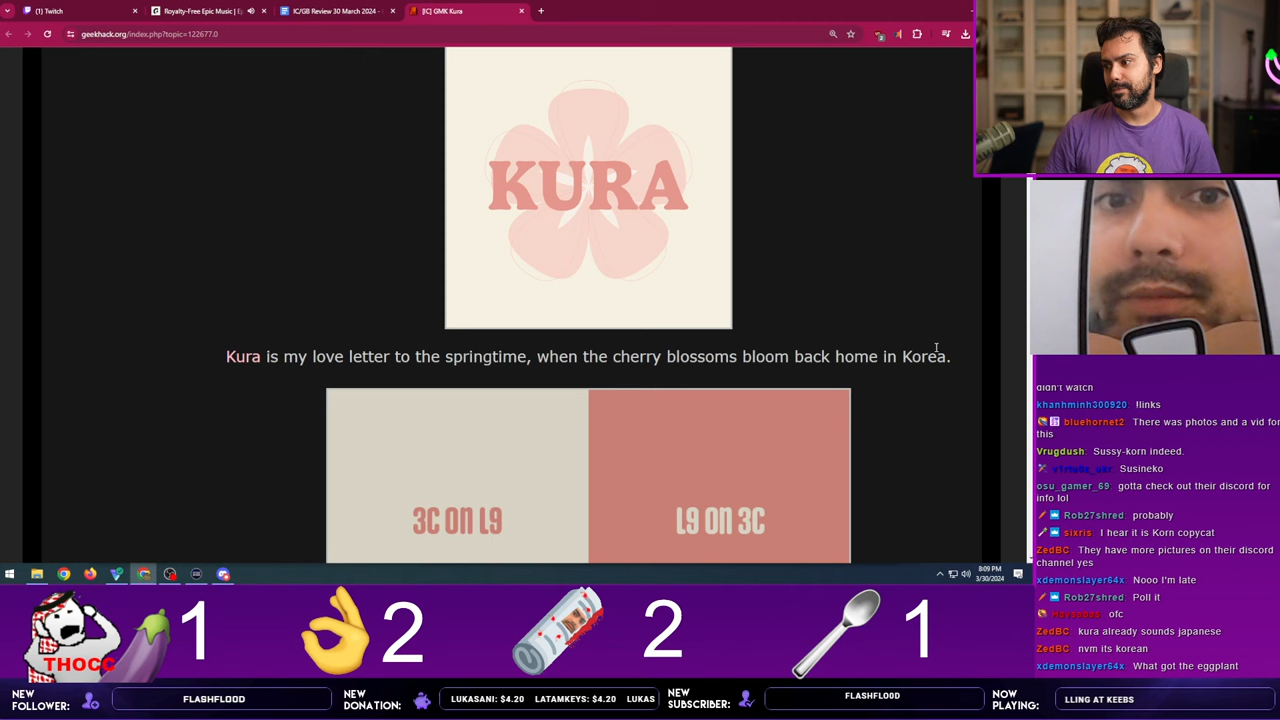 (1) Twitch
Royalty-Free Epic Music | E
IC/GB Review 30 March 2024 -
[IC] GMK Kura
geekhack.org/index.php?topic=122677.0
KURA
Kura is my love letter to the springtime, when the cherry blossoms bloom back home in Korea.
3C ON L9
L9 ON 3C
didn't watch
khanhminh300920: !links
bluehornet2: There was photos and a vid for
this
Vrugdush: Sussy-korn indeed.
Susineko
osu_gamer_69: gotta check out their discord for
info lol
Rob27shred: probably
sixris: I hear it is Korn copycat
ZedBC: They have more pictures on their discord
channel yes
xdemonslayer64x: Nooo I'm late
Rob27shred: Poll it
ofc
ZedBC: kura already sounds japanese
ZedBC: nvm its korean
xdemonslayer64x: What got the eggplant
8:09 PM
3/30/2024
THOCC
1
2
2
1
NEW
FOLLOWER:
FLASHFLOOD
NEW
DONATION:
LUKASANI: $4.20 LATAMKEYS: $4.20 LUKAS
NEW
SUBSCRIBER:
FLASHFLOOD
NOW
PLAYING:
LLING AT KEEBS